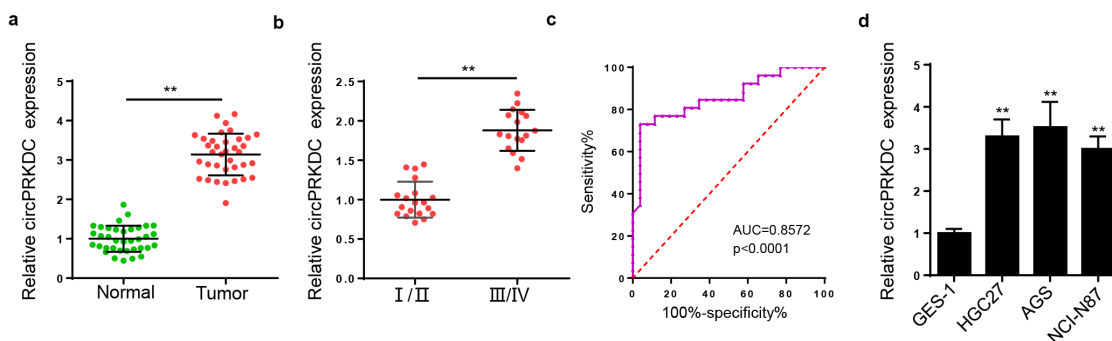 a
Relative circPRKDC expression
5
4
3
2
1
0
**
Normal
Tumor
b
Relative circPRKDC expression
2.5
2.0
1.5
1.0
0.5
0.0
**
Ⅰ/Ⅱ
Ⅲ/Ⅳ
c
Sensitivity%
100
80
60
40
20
0
AUC=0.8572
p<0.0001
0 20 40 60 80 100
100%-specificity%
d
Relative circPRKDC expression
5
4
3
2
1
0
**
**
**
GES-1
HGC27
AGS
NCI-N87